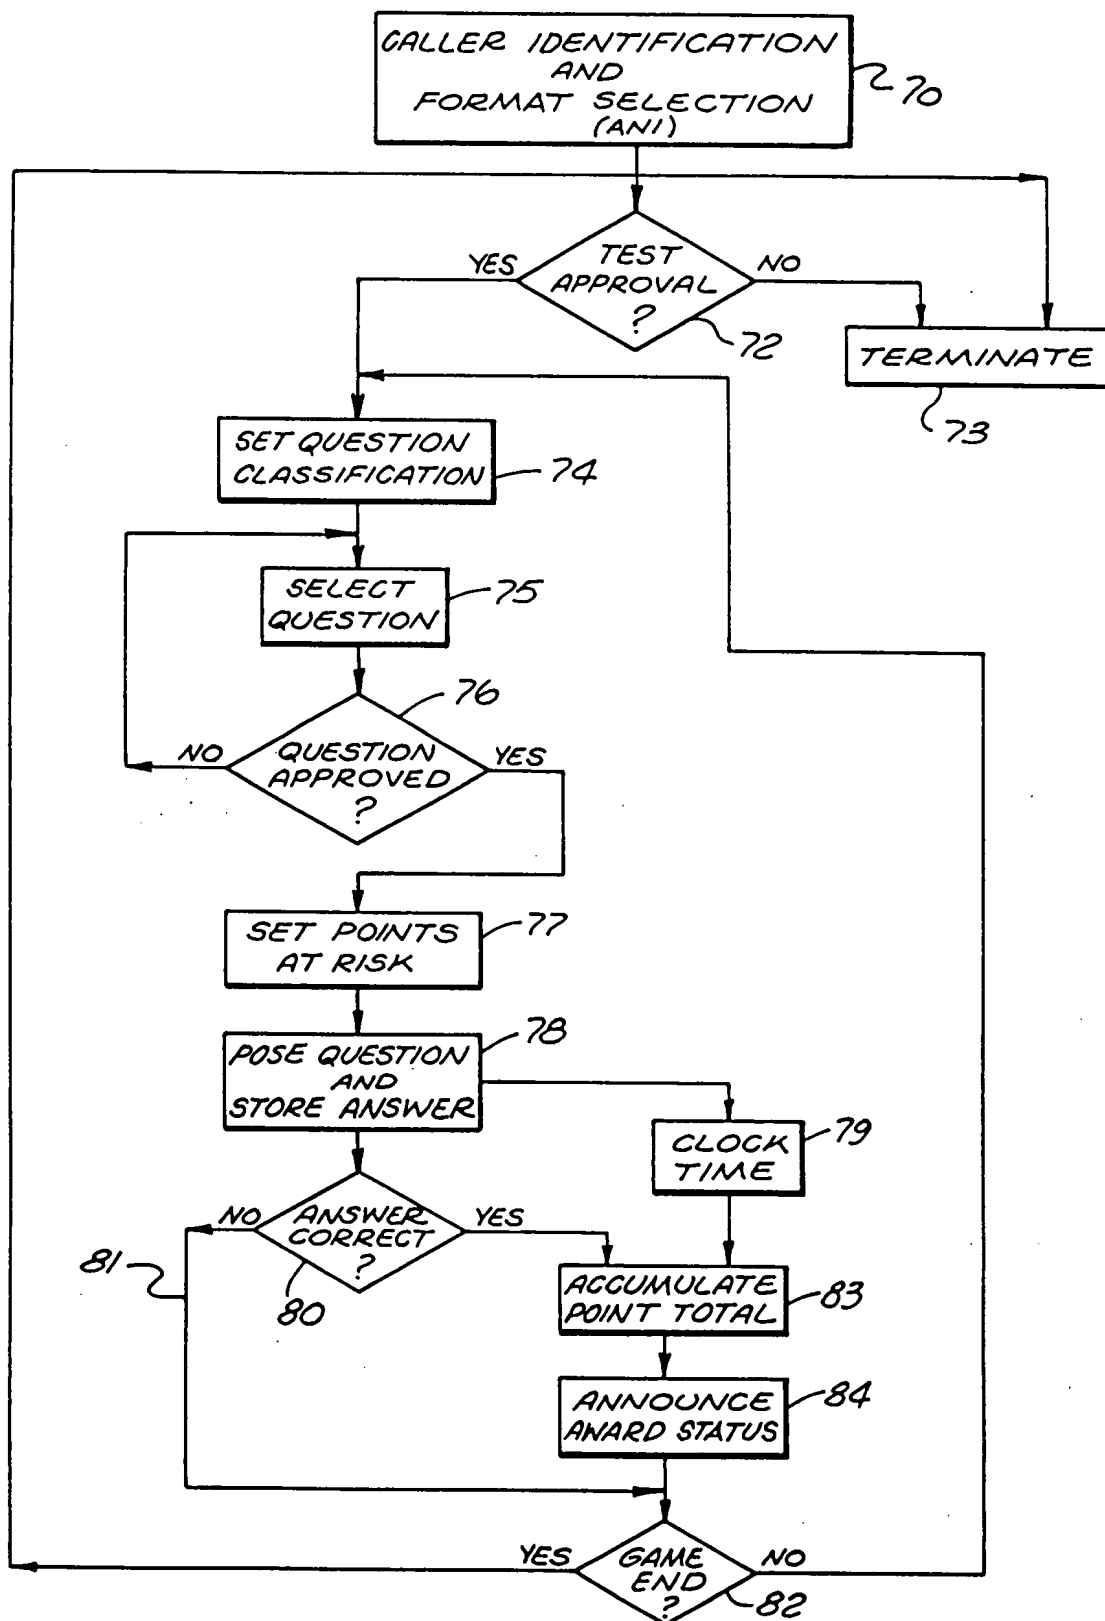 CALLER IDENTIFICATION
AND
FORMAT SELECTION
(ANI)
70
TEST
APPROVAL
?
YES
NO
72
TERMINATE
73
SET QUESTION
CLASSIFICATION
74
SELECT
QUESTION
75
76
QUESTION
APPROVED
?
NO
YES
SET POINTS
AT RISK
77
POSE QUESTION
AND
STORE ANSWER
78
CLOCK
TIME
79
ANSWER
CORRECT
?
NO
YES
80
81
ACCUMULATE
POINT TOTAL
83
ANNOUNCE
AWARD STATUS
84
GAME
END
?
YES
NO
82